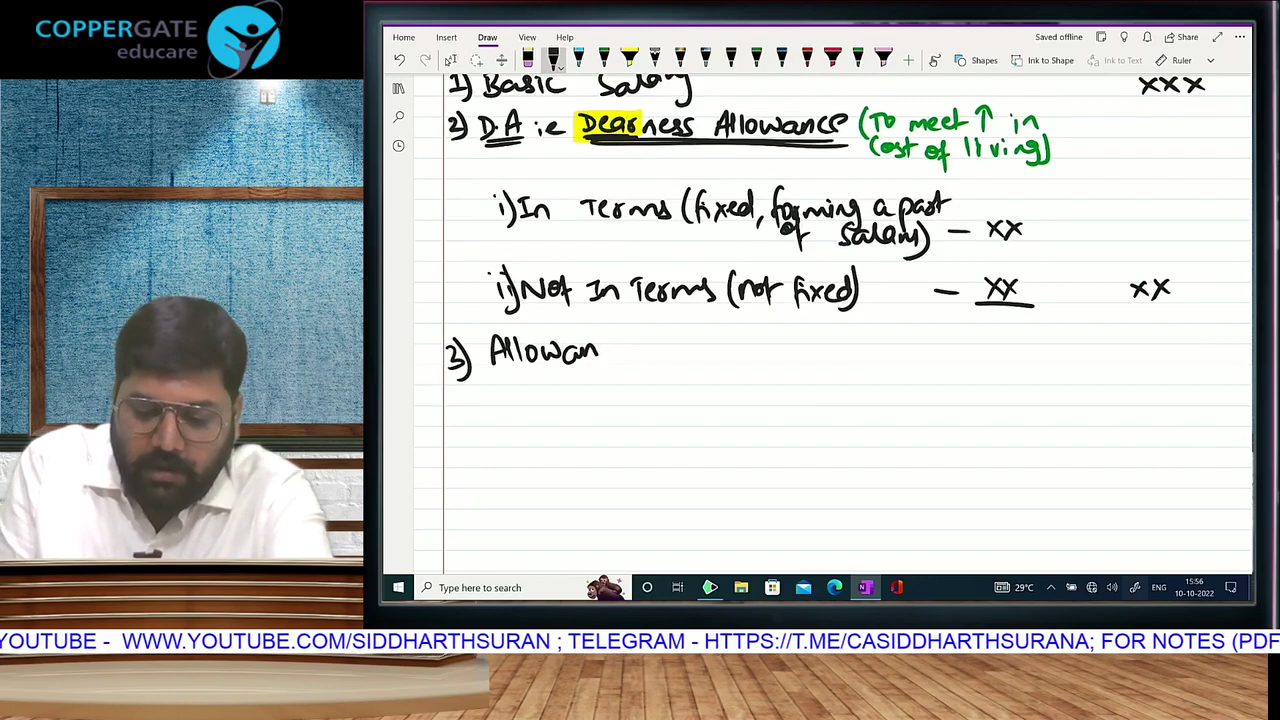 COPPERGATE
educare
Home Insert Draw View Help
Saved offline
Share
Shapes
Ink to Shape
Ink to Text
Ink to Math
Ruler
1) Basic Salary xxx
2) D.A ie Dearness Allowance (To meet ↑ in
cost of living)
i) In Terms (fixed, forming a part
of Salary) - xx
ii) Not In Terms (not fixed) - xx xx
3) Allowan
Type here to search
29°C
ENG
15:56
10-10-2022
YOUTUBE - WWW.YOUTUBE.COM/SIDDHARTHSURAN ; TELEGRAM - HTTPS://T.ME/CASIDDHARTHSURANA; FOR NOTES (PDF